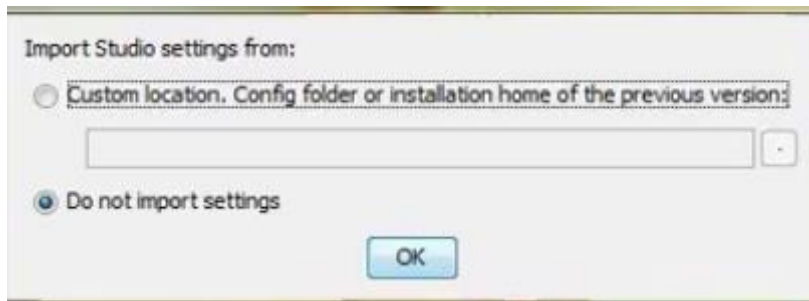 Import Studio settings from:
Custom location. Config folder or installation home of the previous version:
Do not import settings
OK